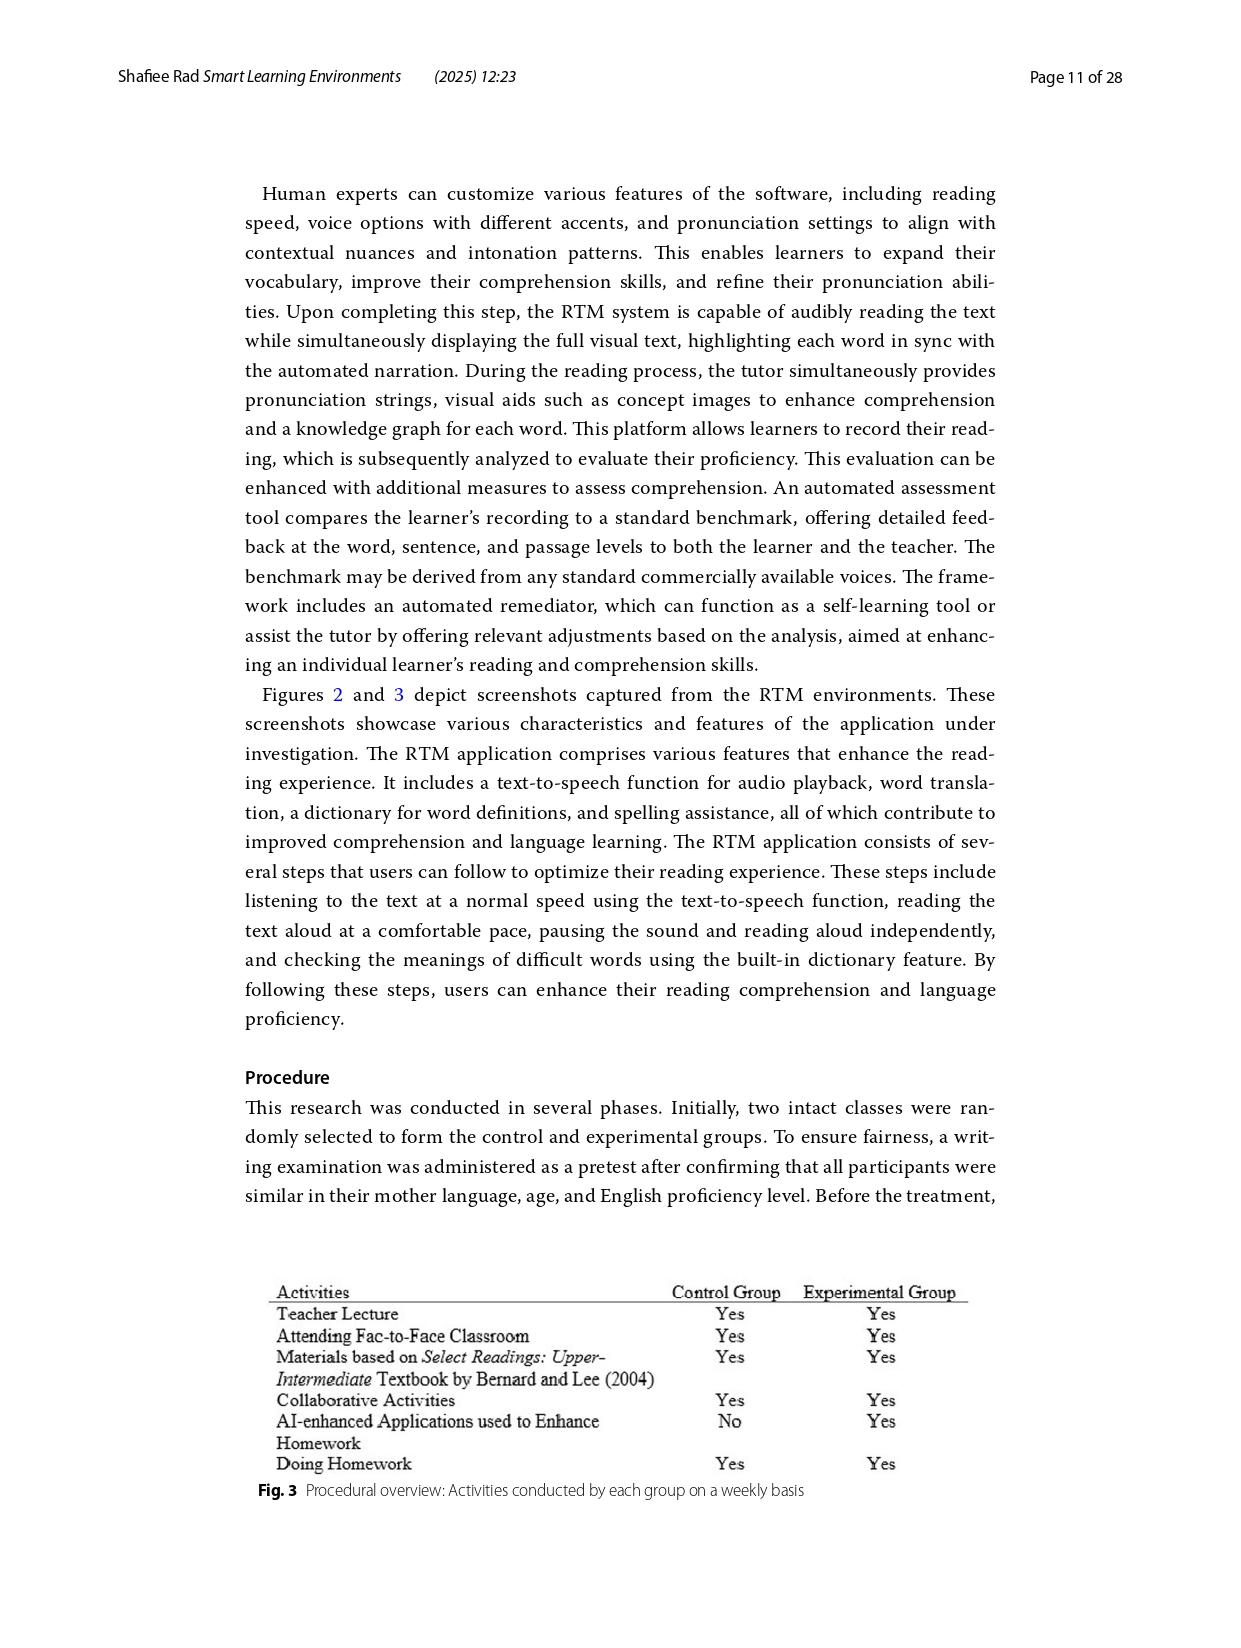 Shafiee Rad Smart Learning Environments (2025) 12:23 Page 11 of 28
Human experts can customize various features of the software, including reading
speed, voice options with different accents, and pronunciation settings to align with
contextual nuances and intonation patterns. This enables learners to expand their
vocabulary, improve their comprehension skills, and refine their pronunciation abili-
ties. Upon completing this step, the RTM system is capable of audibly reading the text
while simultaneously displaying the full visual text, highlighting each word in sync with
the automated narration. During the reading process, the tutor simultaneously provides
pronunciation strings, visual aids such as concept images to enhance comprehension
and a knowledge graph for each word. This platform allows learners to record their read-
ing, which is subsequently analyzed to evaluate their proficiency. This evaluation can be
enhanced with additional measures to assess comprehension. An automated assessment
tool compares the learner’s recording to a standard benchmark, offering detailed feed-
back at the word, sentence, and passage levels to both the learner and the teacher. The
benchmark may be derived from any standard commercially available voices. The frame-
work includes an automated remediator, which can function as a self-learning tool or
assist the tutor by offering relevant adjustments based on the analysis, aimed at enhanc-
ing an individual learner’s reading and comprehension skills.
Figures 2 and 3 depict screenshots captured from the RTM environments. These
screenshots showcase various characteristics and features of the application under
investigation. The RTM application comprises various features that enhance the read-
ing experience. It includes a text-to-speech function for audio playback, word transla-
tion, a dictionary for word definitions, and spelling assistance, all of which contribute to
improved comprehension and language learning. The RTM application consists of sev-
eral steps that users can follow to optimize their reading experience. These steps include
listening to the text at a normal speed using the text-to-speech function, reading the
text aloud at a comfortable pace, pausing the sound and reading aloud independently,
and checking the meanings of difficult words using the built-in dictionary feature. By
following these steps, users can enhance their reading comprehension and language
proficiency.
Procedure
This research was conducted in several phases. Initially, two intact classes were ran-
domly selected to form the control and experimental groups. To ensure fairness, a writ-
ing examination was administered as a pretest after confirming that all participants were
similar in their mother language, age, and English proficiency level. Before the treatment,
Activities Control Group Experimental Group
Teacher Lecture Yes Yes
Attending Fac-to-Face Classroom Yes Yes
Materials based on Select Readings: Upper- Yes Yes
Intermediate Textbook by Bernard and Lee (2004)
Collaborative Activities Yes Yes
AI-enhanced Applications used to Enhance No Yes
Homework
Doing Homework Yes Yes
Fig. 3 Procedural overview: Activities conducted by each group on a weekly basis